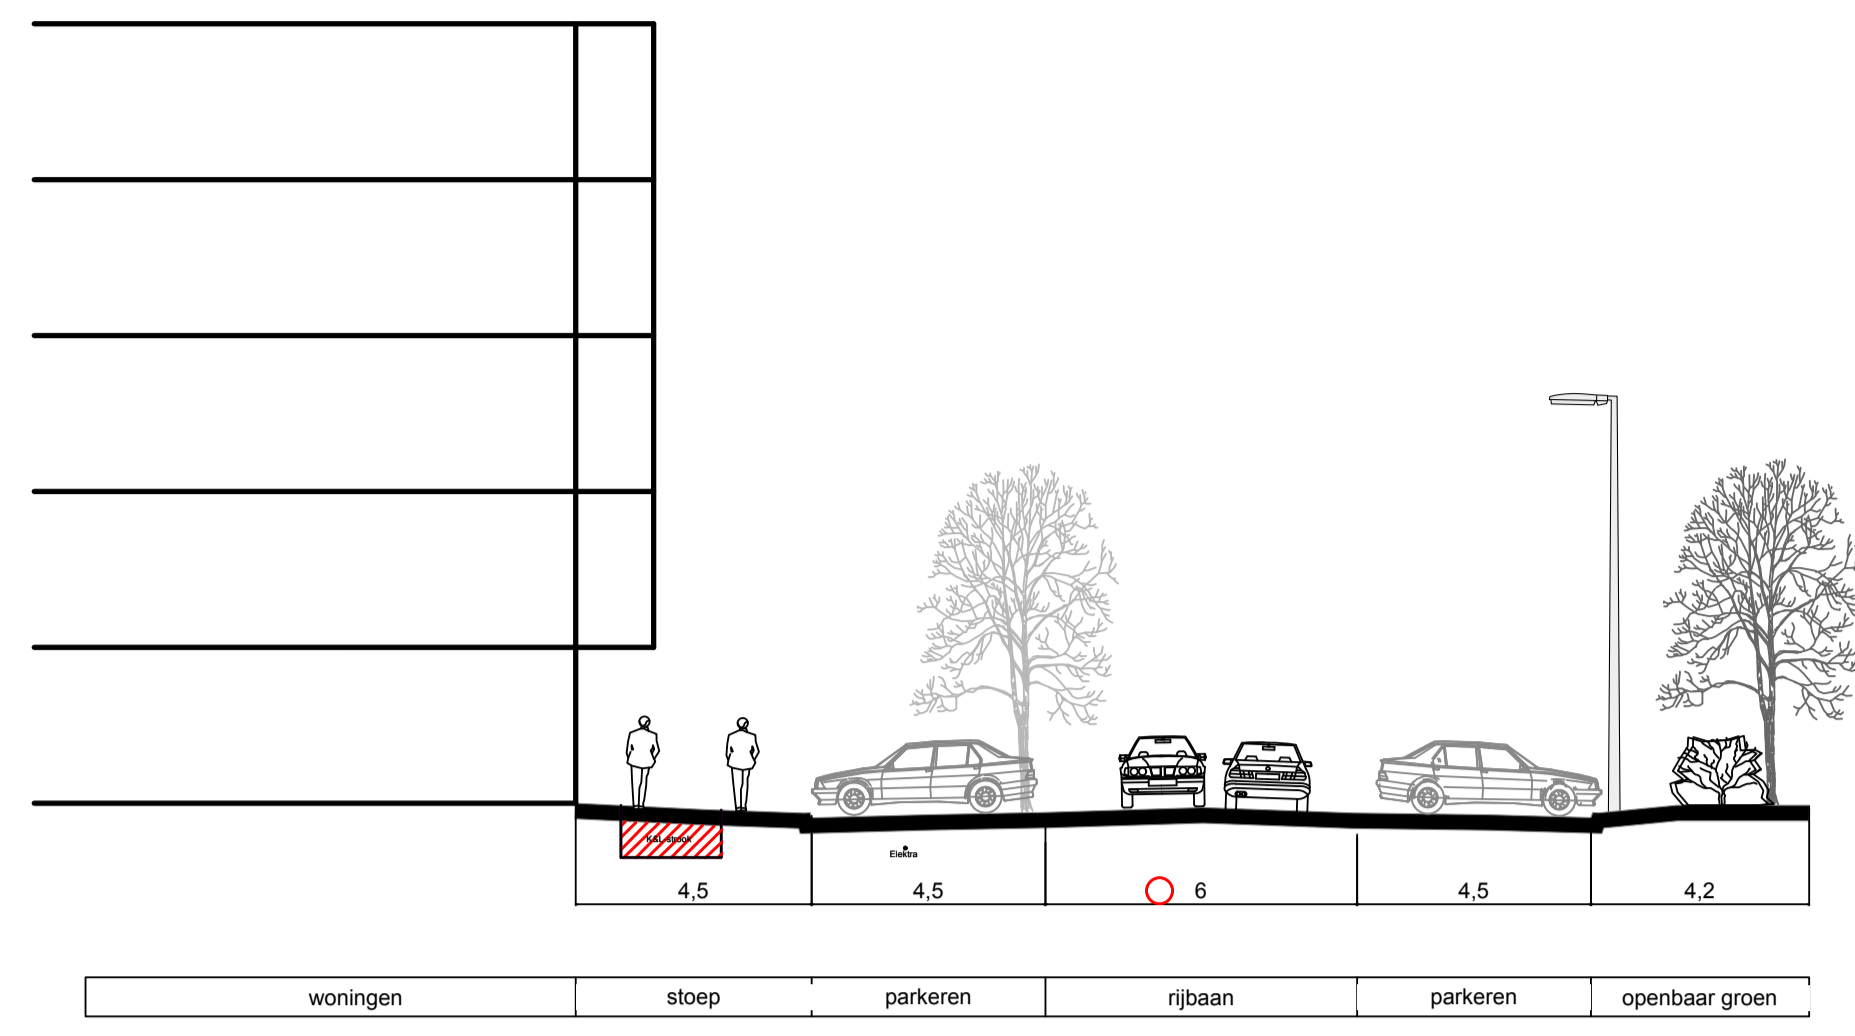 K&L-strook
Elektra
4,5 4,5 6 4,5 4,2
woningen stoep parkeren rijbaan parkeren openbaar groen